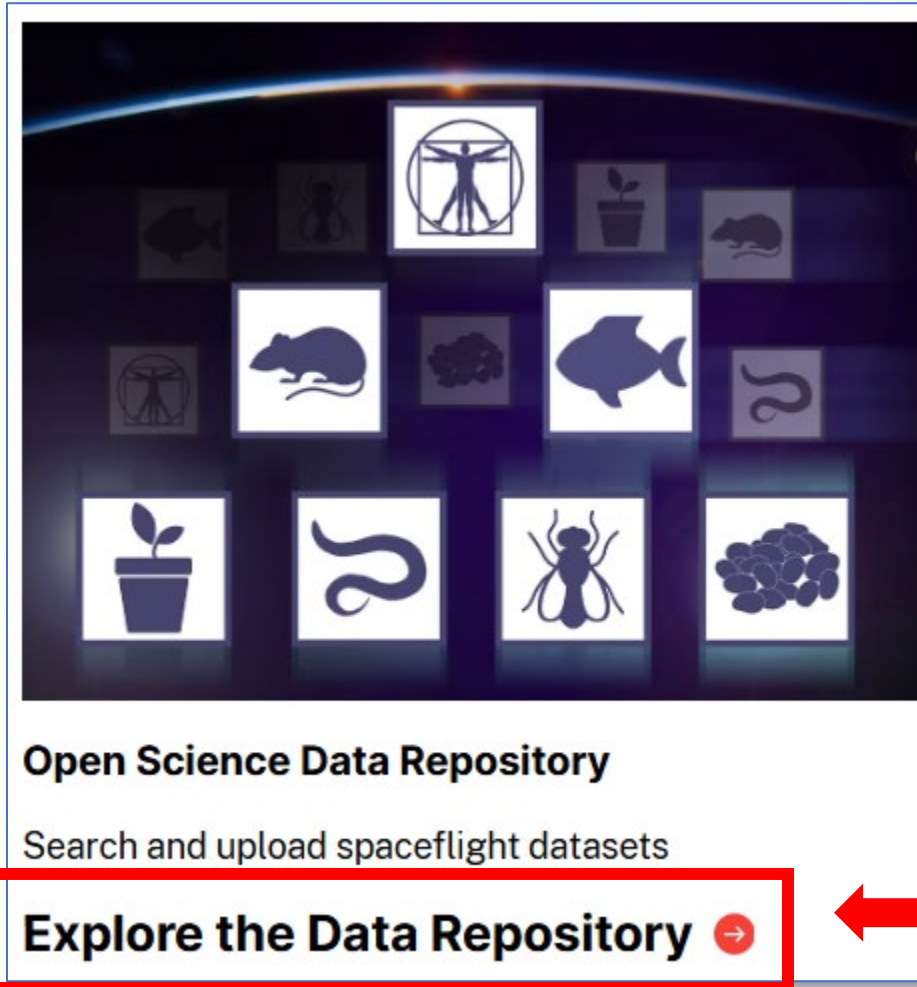 Open Science Data Repository
Search and upload spaceflight datasets
Explore the Data Repository